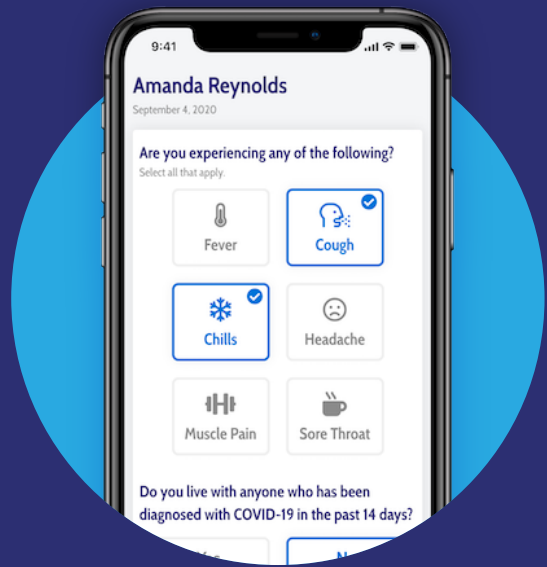 9:41
Amanda Reynolds
September 4, 2020
Are you experiencing any of the following?
Select all that apply.
Fever
Cough
Chills
Headache
Muscle Pain
Sore Throat
Do you live with anyone who has been
diagnosed with COVID-19 in the past 14 days?